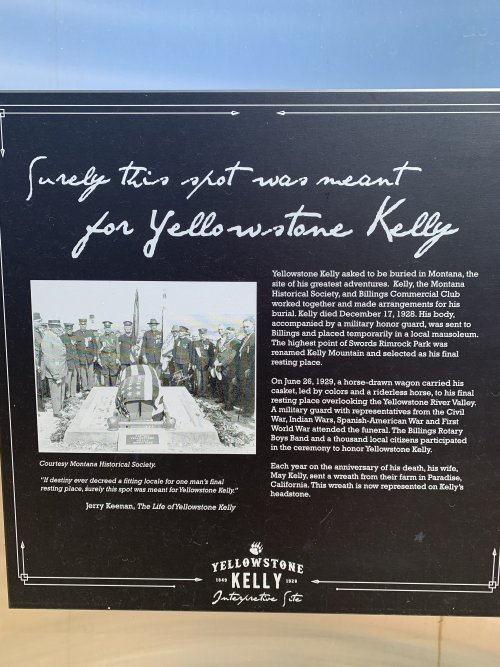 Surely this spot was meant
for Yellowstone Kelly
Yellowstone Kelly asked to be buried in Montana, the
site of his greatest adventures. Kelly, the Montana
Historical Society, and Billings Commercial Club
worked together and made arrangements for his
burial. Kelly died December 17, 1928. His body,
accompanied by a military honor guard, was sent to
Billings and placed temporarily in a local mausoleum.
The highest point of Swords Rimrock Park was
renamed Kelly Mountain and selected as his final
resting place.
On June 26, 1929, a horse-drawn wagon carried his
casket, led by colors and a riderless horse, to his final
resting place overlooking the Yellowstone River Valley.
A military guard with representatives from the Civil
War, Indian Wars, Spanish-American War and First
World War attended the funeral. The Billings Rotary
Boys Band and a thousand local citizens participated
in the ceremony to honor Yellowstone Kelly.
Each year on the anniversary of his death, his wife,
May Kelly, sent a wreath from their farm in Paradise,
California. This wreath is now represented on Kelly's
headstone.
Courtesy Montana Historical Society.
"If destiny ever decreed a fitting locale for one man's final
resting place, surely this spot was meant for Yellowstone Kelly."
Jerry Keenan, The Life of Yellowstone Kelly
YELLOWSTONE
1849 KELLY 1928
Interpretive Site